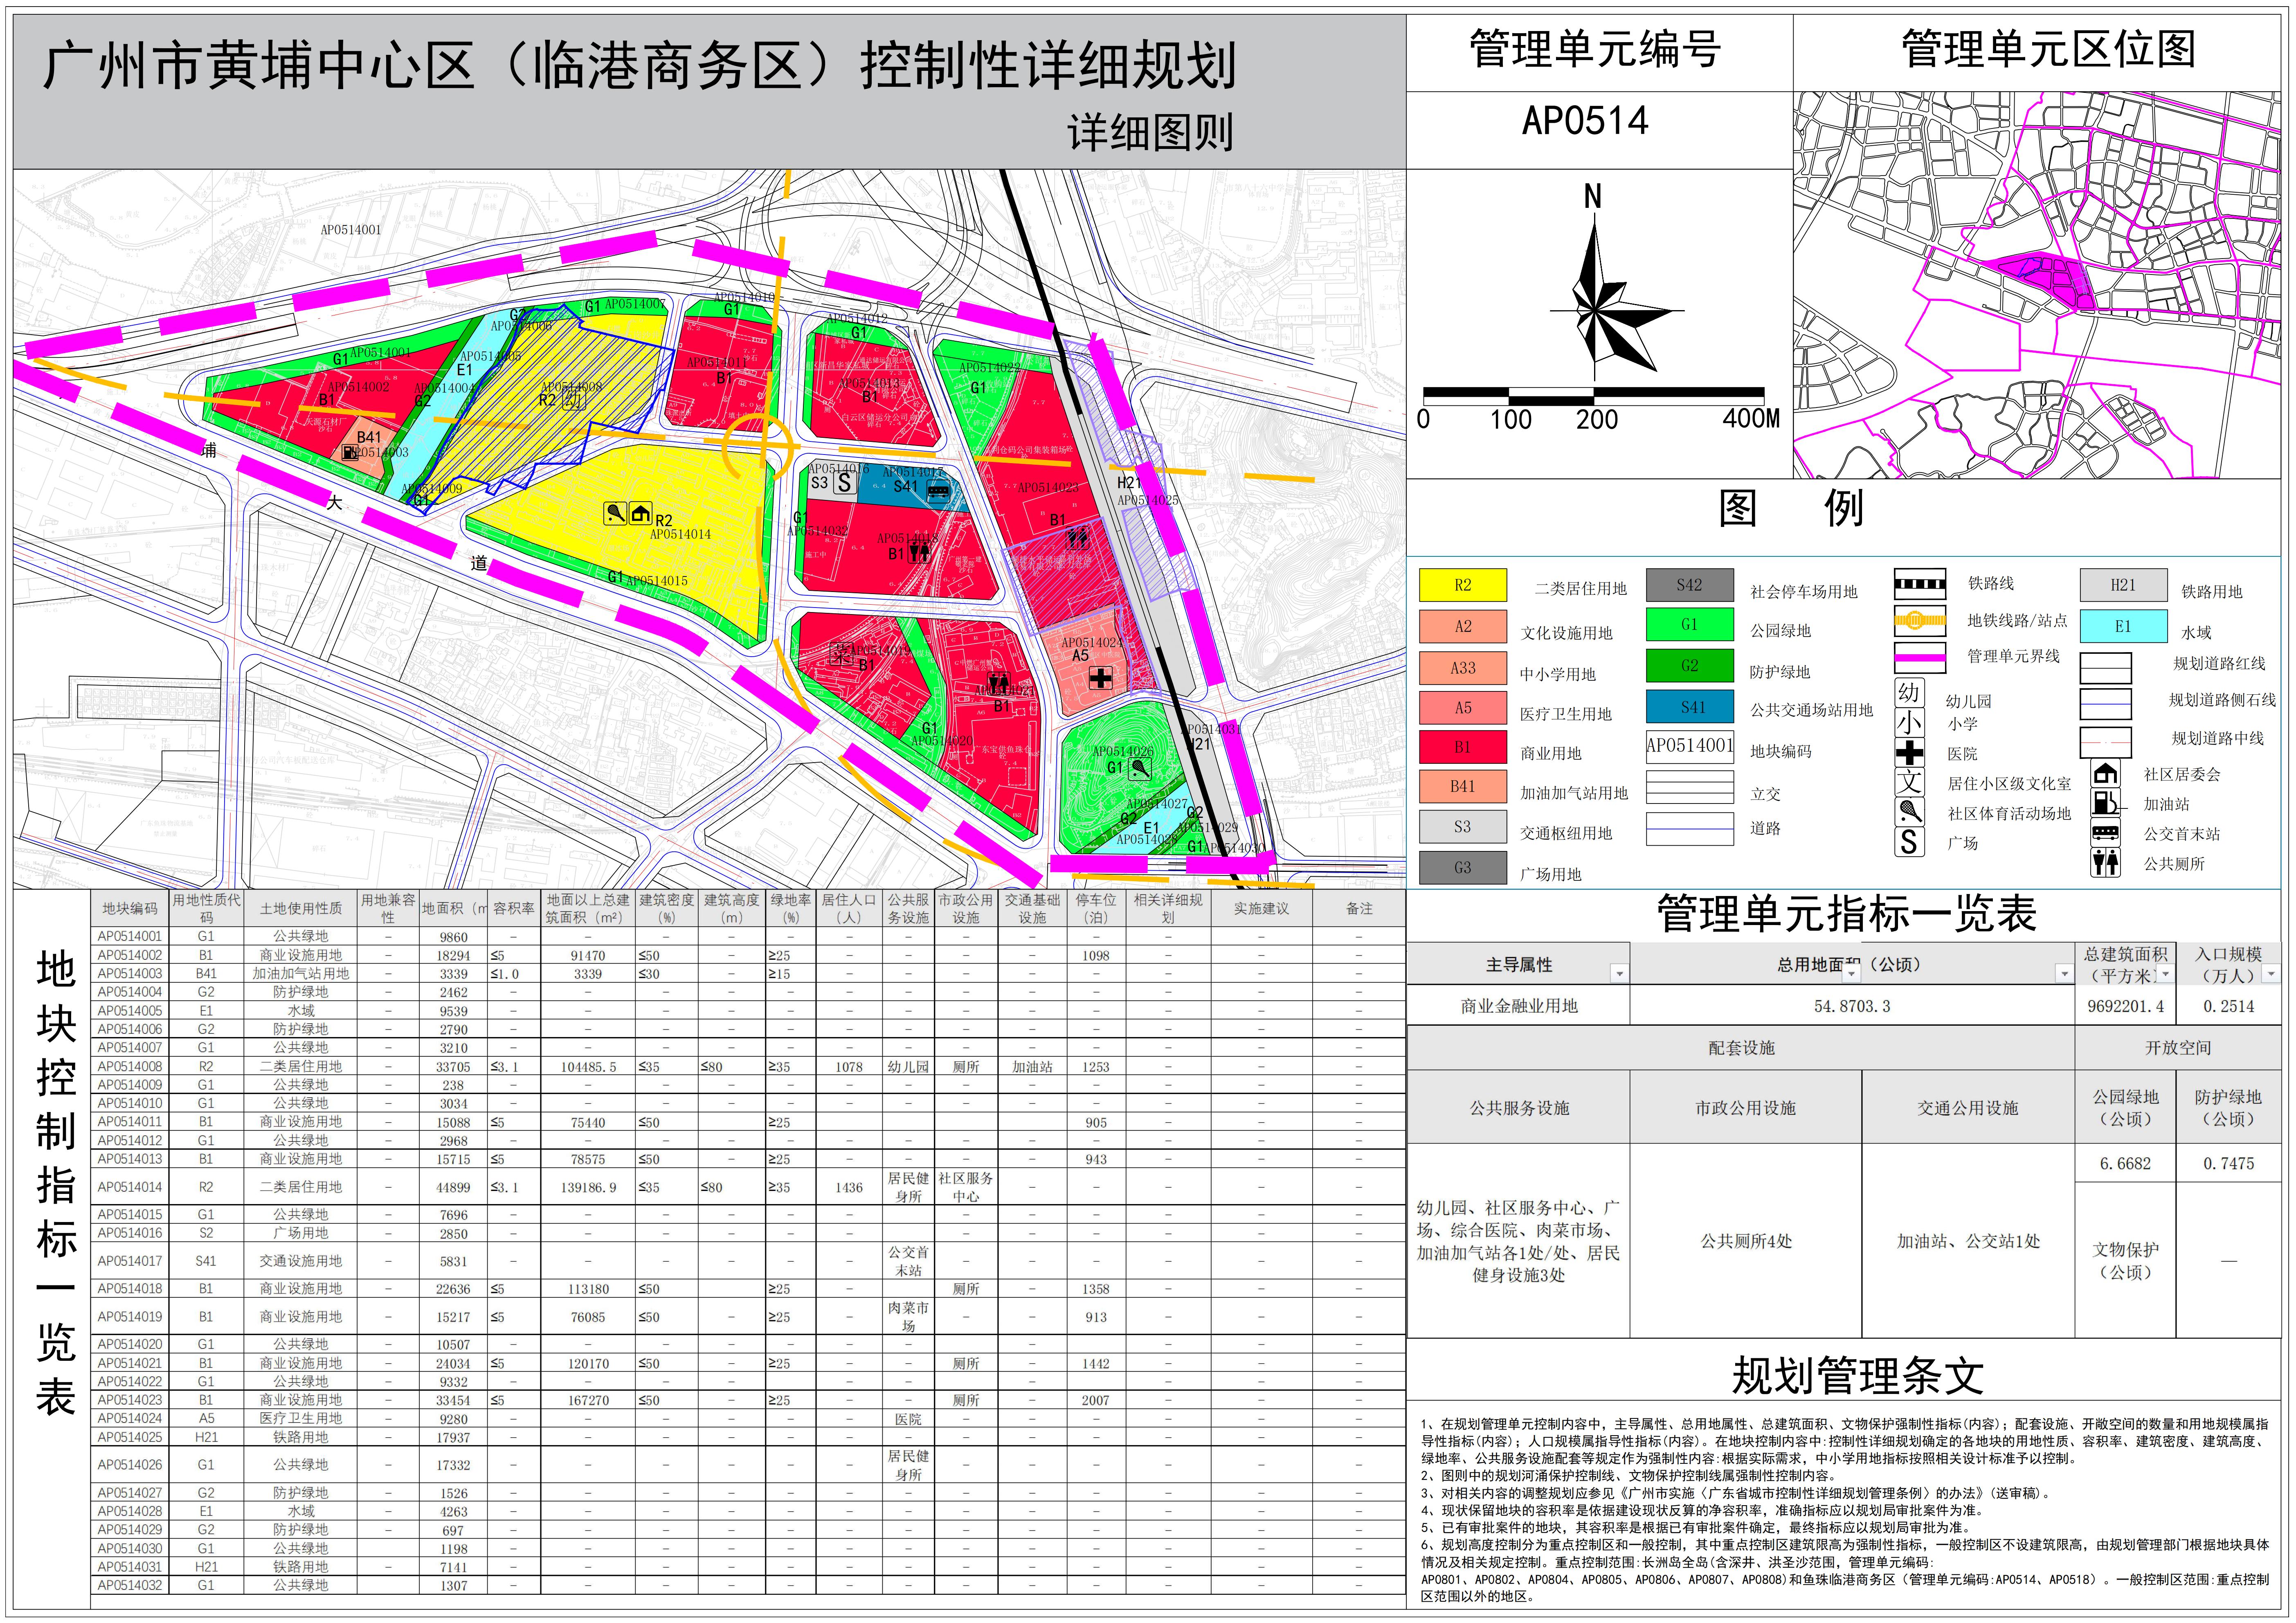 广州市黄埔中心区（临港商务区）控制性详细规划
详细图则
管理单元编号
AP0514
管理单元区位图
N
0 100 200 400M
图 例
R2 二类居住用地
A2 文化设施用地
A33 中小学用地
A5 医疗卫生用地
B1 商业用地
B41 加油加气站用地
S3 交通枢纽用地
G3 广场用地
S42 社会停车场用地
G1 公园绿地
G2 防护绿地
S41 公共交通场站用地
AP0514001 地块编码
立交
道路
铁路线
地铁线路/站点
管理单元界线
幼 幼儿园
小 小学
医院
文 居住小区级文化室
社区体育活动场地
S 广场
H21 铁路用地
E1 水域
规划道路红线
规划道路侧石线
规划道路中线
社区居委会
加油站
公交首末站
公共厕所
AP0514001
G1 AP0514001
AP0514002
B1
B41
AP0514003
AP0514004
G2
AP0514005
E1
G2
AP0514006
G1 AP0514007
AP0514008
R2 幼
AP0514009
G1
AP0514010
G1
AP0514011
B1
AP0514012
G1
AP0514013
B1
R2
AP0514014
G1 AP0514015
AP0514016
S3 S
AP0514017
S41
AP0514018
B1
G1
AP0514032
AP0514019
B1
G1
AP0514020
AP0514021
B1
AP0514022
G1
AP0514023
B1
AP0514024
A5
H21
AP0514025
AP0514026
G1
AP0514027
G2
E1
AP0514028
G2
AP0514029
G1 AP0514030
AP0514031
H21
埔
大
道
地块控制指标一览表
地块编码 用地性质代码 土地使用性质 用地兼容性 地面积（m 容积率 地面以上总建筑面积（m²） 建筑密度（%） 建筑高度（m） 绿地率（%） 居住人口（人） 公共服务设施 市政公用设施 交通基础设施 停车位（泊） 相关详细规划 实施建议 备注
AP0514001 G1 公共绿地 – 9860 – – – – – – – – – – – – –
AP0514002 B1 商业设施用地 – 18294 ≤5 91470 ≤50 – ≥25 – – – – 1098 – – –
AP0514003 B41 加油加气站用地 – 3339 ≤1.0 3339 ≤30 – ≥15 – – – – – – – –
AP0514004 G2 防护绿地 – 2462 – – – – – – – – – – – – –
AP0514005 E1 水域 – 9539 – – – – – – – – – – – – –
AP0514006 G2 防护绿地 – 2790 – – – – – – – – – – – – –
AP0514007 G1 公共绿地 – 3210 – – – – – – – – – – – – –
AP0514008 R2 二类居住用地 – 33705 ≤3.1 104485.5 ≤35 ≤80 ≥35 1078 幼儿园 厕所 加油站 1253 – – –
AP0514009 G1 公共绿地 – 238 – – – – – – – – – – – – –
AP0514010 G1 公共绿地 – 3034 – – – – – – – – – – – – –
AP0514011 B1 商业设施用地 – 15088 ≤5 75440 ≤50 ≥25 905 – – –
AP0514012 G1 公共绿地 – 2968 – – – – – – – – – – – – –
AP0514013 B1 商业设施用地 – 15715 ≤5 78575 ≤50 – ≥25 – – – – 943 – – –
AP0514014 R2 二类居住用地 – 44899 ≤3.1 139186.9 ≤35 ≤80 ≥35 1436 居民健身所 社区服务中心 – – – – –
AP0514015 G1 公共绿地 – 7696 – – – – – – – – – – – – –
AP0514016 S2 广场用地 – 2850 – – – – – – – – – – – – –
AP0514017 S41 交通设施用地 – 5831 – – – – – – 公交首末站 – – – – – –
AP0514018 B1 商业设施用地 – 22636 ≤5 113180 ≤50 ≥25 – 厕所 – 1358 – – –
AP0514019 B1 商业设施用地 – 15217 ≤5 76085 ≤50 – ≥25 – 肉菜市场 – – 913 – – –
AP0514020 G1 公共绿地 – 10507 – – – – – – – – – – – – –
AP0514021 B1 商业设施用地 – 24034 ≤5 120170 ≤50 – ≥25 – – 厕所 – 1442 – – –
AP0514022 G1 公共绿地 – 9332 – – – – – – – – – – – – –
AP0514023 B1 商业设施用地 – 33454 ≤5 167270 ≤50 – ≥25 – – 厕所 – 2007 – – –
AP0514024 A5 医疗卫生用地 – 9280 – – – – – – 医院 – – – – – –
AP0514025 H21 铁路用地 – 17937 – – – – – – – – – – – – –
AP0514026 G1 公共绿地 – 17332 – – – – – – 居民健身所 – – – – – –
AP0514027 G2 防护绿地 – 1526 – – – – – – – – – – – – –
AP0514028 E1 水域 – 4263 – – – – – – – – – – – – –
AP0514029 G2 防护绿地 – 697 – – – – – – – – – – – – –
AP0514030 G1 公共绿地 1198 – – – – – – – – – – – – –
AP0514031 H21 铁路用地 – 7141 – – – – – – – – – – – – –
AP0514032 G1 公共绿地 1307 – – – – – – – – – – – – –
管理单元指标一览表
主导属性 总用地面积（公顷） 总建筑面积（平方米） 入口规模（万人）
商业金融业用地 54.8703.3 9692201.4 0.2514
配套设施 开放空间
公共服务设施 市政公用设施 交通公用设施 公园绿地（公顷） 防护绿地（公顷）
6.6682 0.7475
幼儿园、社区服务中心、广场、综合医院、肉菜市场、加油加气站各1处/处、居民健身设施3处
公共厕所4处
加油站、公交站1处
文物保护（公顷） —
规划管理条文
1、在规划管理单元控制内容中，主导属性、总用地属性、总建筑面积、文物保护强制性指标(内容)；配套设施、开敞空间的数量和用地规模属指
导性指标(内容)；人口规模属指导性指标(内容)。在地块控制内容中:控制性详细规划确定的各地块的用地性质、容积率、建筑密度、建筑高度、
绿地率、公共服务设施配套等规定作为强制性内容:根据实际需求，中小学用地指标按照相关设计标准予以控制。
2、图则中的规划河涌保护控制线、文物保护控制线属强制性控制内容。
3、对相关内容的调整规划应参见《广州市实施〈广东省城市控制性详细规划管理条例〉的办法》(送审稿)。
4、现状保留地块的容积率是依据建设现状反算的净容积率，准确指标应以规划局审批案件为准。
5、已有审批案件的地块，其容积率是根据已有审批案件确定，最终指标应以规划局审批为准。
6、规划高度控制分为重点控制区和一般控制，其中重点控制区建筑限高为强制性指标，一般控制区不设建筑限高，由规划管理部门根据地块具体
情况及相关规定控制。重点控制范围:长洲岛全岛(含深井、洪圣沙范围，管理单元编码:
AP0801、AP0802、AP0804、AP0805、AP0806、AP0807、AP0808)和鱼珠临港商务区（管理单元编码:AP0514、AP0518）。一般控制区范围:重点控制
区范围以外的地区。